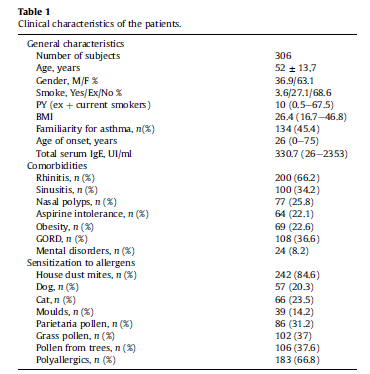 Table 1
Clinical characteristics of the patients.
General characteristics
Number of subjects 306
Age, years 52 ± 13,7
Gender, M/F % 36.9/63.1
Smoke, Yes/Ex/No % 3.6/27.1/68.6
PY (ex + current smokers) 10 (0.5–67.5)
BMI 26.4 (16.7–46.8)
Familiarity for asthma, n(%) 134 (45.4)
Age of onset, years 26 (0–75)
Total serum IgE, UI/ml 330.7 (26–2353)
Comorbidities
Rhinitis, n (%) 200 (66.2)
Sinusitis, n (%) 100 (34.2)
Nasal polyps, n (%) 77 (25.8)
Aspirine intolerance, n (%) 64 (22.1)
Obesity, n (%) 69 (22.6)
GORD, n (%) 108 (36.6)
Mental disorders, n (%) 24 (8.2)
Sensitization to allergens
House dust mites, n (%) 242 (84.6)
Dog, n (%) 57 (20.3)
Cat, n (%) 66 (23.5)
Moulds, n (%) 39 (14.2)
Parietaria pollen, n (%) 86 (31.2)
Grass pollen, n (%) 102 (37)
Pollen from trees, n (%) 106 (37.6)
Polyallergics, n (%) 183 (66.8)